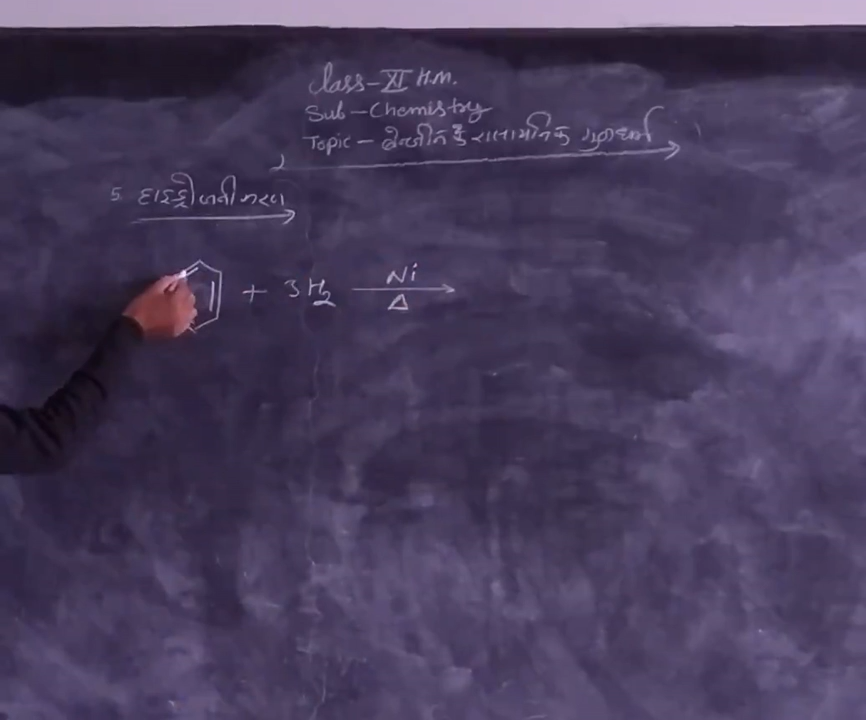 Class-XI H.M.
Sub-Chemistry
Topic - बेन्जीन के रासायनिक गुणधर्म
5. हाइड्रोजनीकरण
+ 3H₂ Ni
Δ